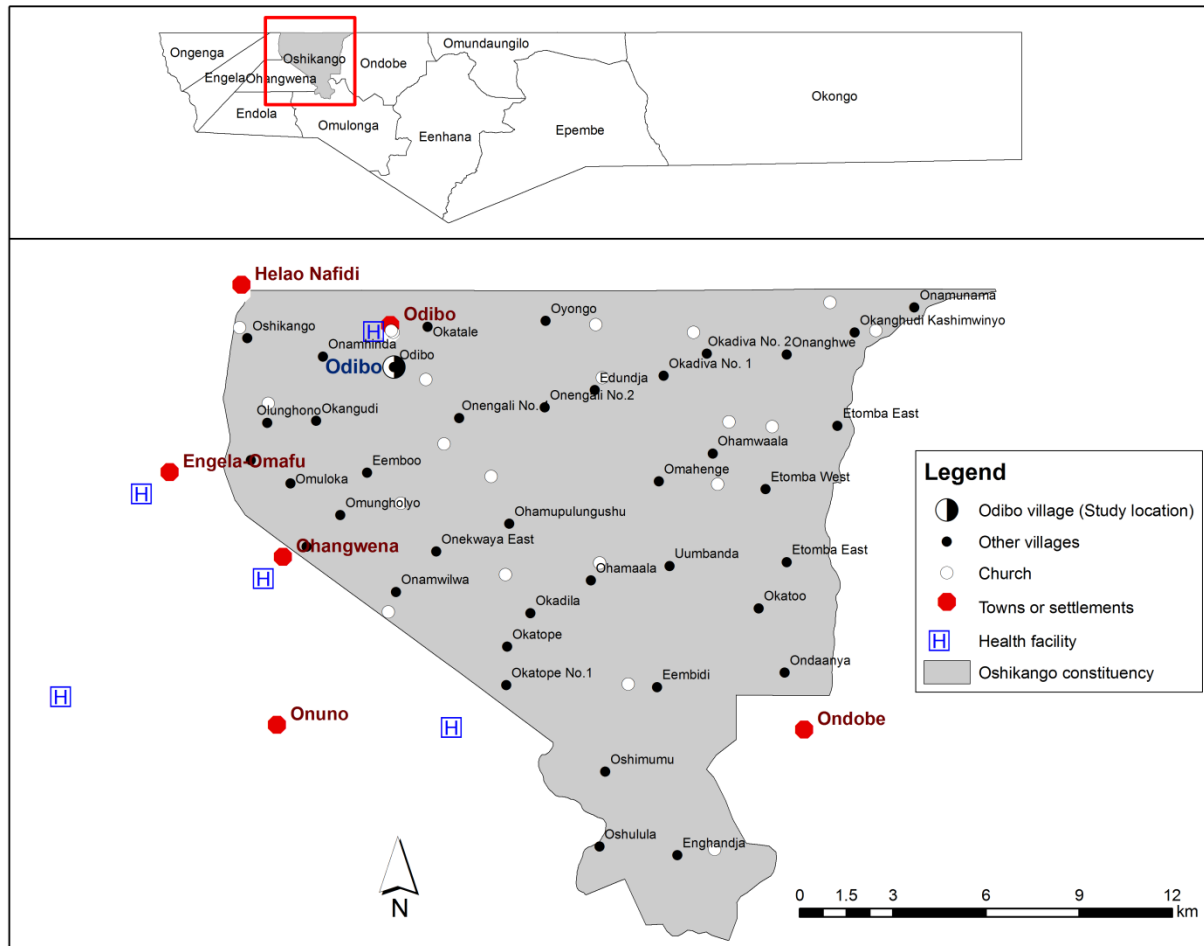 Ongenga
Oshikango
Ondobe
Omundaungilo
Engela
Ohangwena
Okongo
Endola
Omulonga
Eenhana
Epembe
Helao Nafidi
Onamunama
Odibo
Oyongo
Okanghudi Kashimwinyo
Oshikango
H
Okatale
Onamhinda
Okadiva No. 2
Onanghwe
Odibo
Odibo
Okadiva No. 1
Edundja
Onengali No.2
Onengali No.
Olunghono
Okangudi
Etomba East
Ohamwaala
Engela-Omafu
Eemboo
Omahenge
Etomba West
H
Omuloka
Omungholyo
Ohamupulungushu
Ohangwena
Onekwaya East
Uumbanda
Etomba East
H
Ohamaala
Onamwilwa
Okadila
Okatoo
Okatope
Ondaanya
Okatope No.1
Eembidi
H
Onuno
H
Ondobe
Oshimumu
Oshulula
Enghandja
N
Legend
Odibo village (Study location)
Other villages
Church
Towns or settlements
H
Health facility
Oshikango constituency
0 1.5 3 6 9 12
km